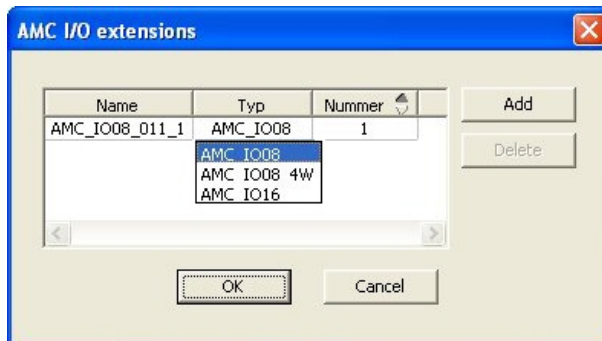 AMC I/O extensions
Name Typ Nummer Add
AMC_IO08_011_1 AMC_IO08 1
AMC_IO08 Delete
AMC_IO08_4W
AMC_IO16
OK Cancel